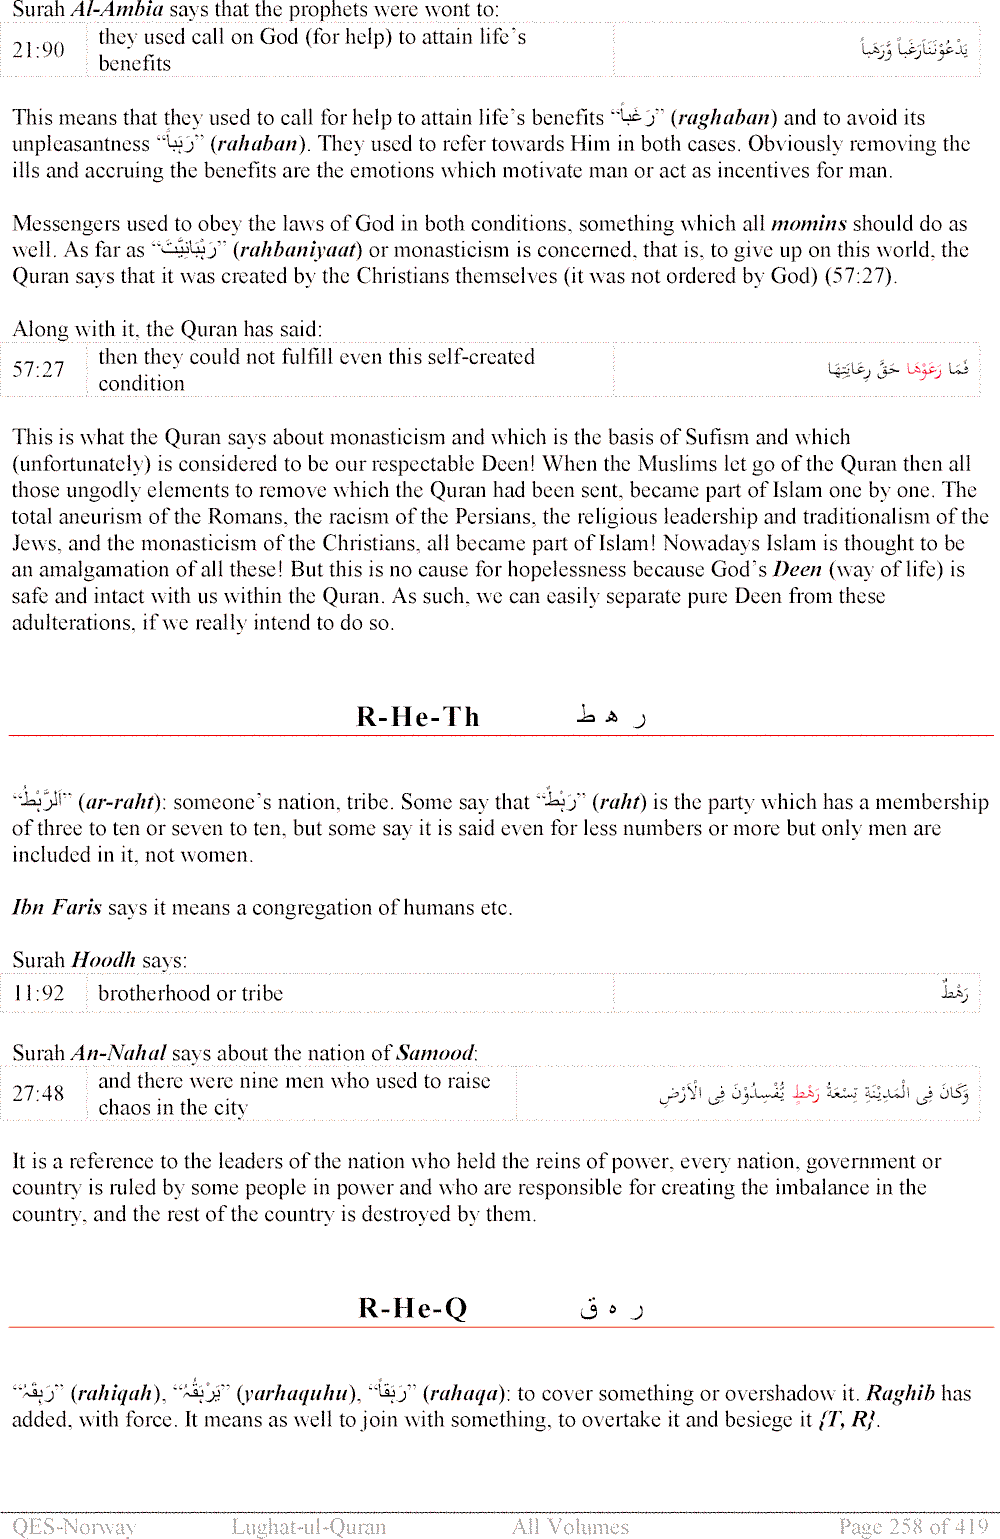 Surah Al-Ambia says that the prophets were wont to:
21:90 they used call on God (for help) to attain life’s يَدْعُوْنَنَارَغَباً وَّرَهَباً
benefits
This means that they used to call for help to attain life’s benefits “رَغَباً” (raghaban) and to avoid its
unpleasantness “رَہَباً” (rahaban). They used to refer towards Him in both cases. Obviously removing the
ills and accruing the benefits are the emotions which motivate man or act as incentives for man.
Messengers used to obey the laws of God in both conditions, something which all momins should do as
well. As far as “رَہْبَانِيَّتَ” (rahbaniyaat) or monasticism is concerned, that is, to give up on this world, the
Quran says that it was created by the Christians themselves (it was not ordered by God) (57:27).
Along with it, the Quran has said:
57:27 then they could not fulfill even this self-created فَمَا رَعَوْهَا حَقَّ رِعَايَتِهَا
condition
This is what the Quran says about monasticism and which is the basis of Sufism and which
(unfortunately) is considered to be our respectable Deen! When the Muslims let go of the Quran then all
those ungodly elements to remove which the Quran had been sent, became part of Islam one by one. The
total aneurism of the Romans, the racism of the Persians, the religious leadership and traditionalism of the
Jews, and the monasticism of the Christians, all became part of Islam! Nowadays Islam is thought to be
an amalgamation of all these! But this is no cause for hopelessness because God’s Deen (way of life) is
safe and intact with us within the Quran. As such, we can easily separate pure Deen from these
adulterations, if we really intend to do so.
R-He-Th ر ھ ط
“اَلرَّہْطُ” (ar-raht): someone’s nation, tribe. Some say that “رَہْطٌ” (raht) is the party which has a membership
of three to ten or seven to ten, but some say it is said even for less numbers or more but only men are
included in it, not women.
Ibn Faris says it means a congregation of humans etc.
Surah Hoodh says:
11:92 brotherhood or tribe رَهْطٌ
Surah An-Nahal says about the nation of Samood:
27:48 and there were nine men who used to raise وَكَانَ فِى الْمَدِيْنَةِ تِسْعَةُ رَهْطٍ يُّفْسِدُوْنَ فِى الْاَرْضِ
chaos in the city
It is a reference to the leaders of the nation who held the reins of power, every nation, government or
country is ruled by some people in power and who are responsible for creating the imbalance in the
country, and the rest of the country is destroyed by them.
R-He-Q ر ہ ق
“رَہِقَہُ” (rahiqah), “يَرْہَقُہُ” (yarhaquhu), “رَہَقاً” (rahaqa): to cover something or overshadow it. Raghib has
added, with force. It means as well to join with something, to overtake it and besiege it {T, R}.
QES-Norway Lughat-ul-Quran All Volumes Page 258 of 419